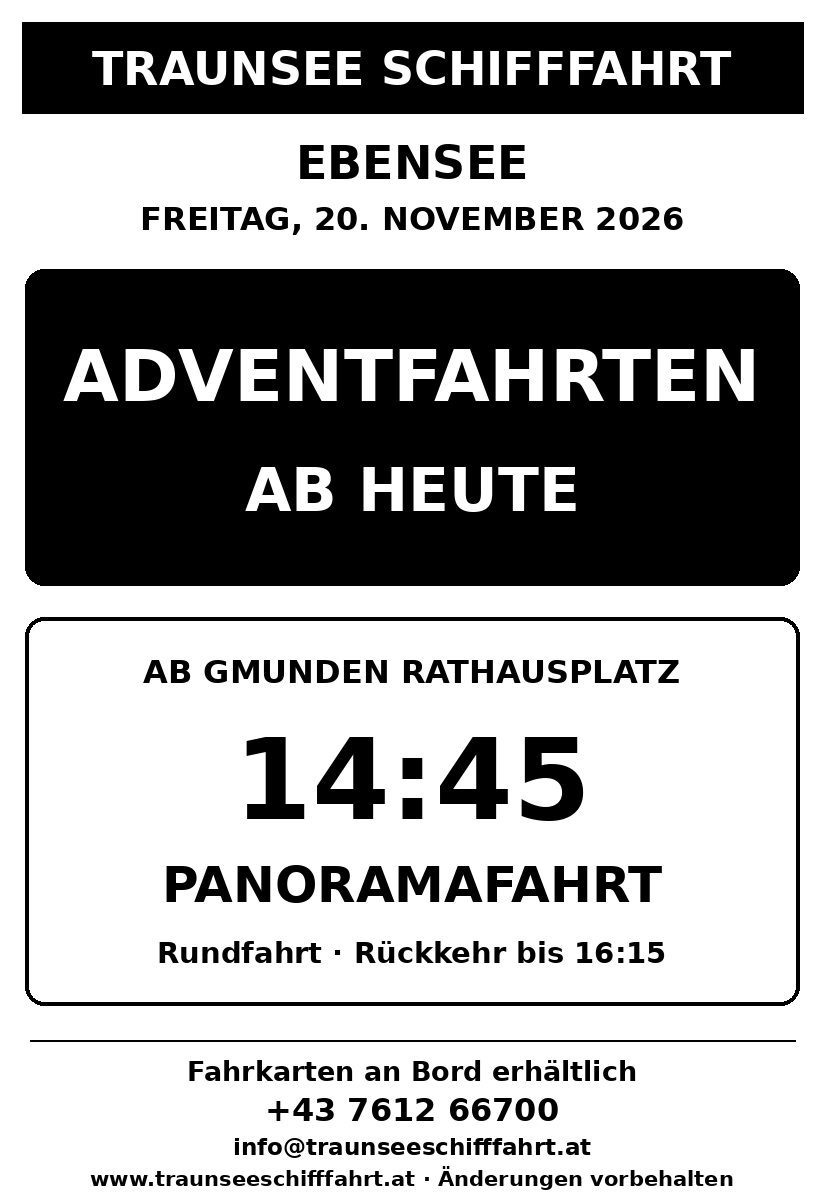 TRAUNSEE SCHIFFFAHRT
EBENSEE
FREITAG, 20. NOVEMBER 2026
ADVENTFAHRTEN
AB HEUTE
AB GMUNDEN RATHAUSPLATZ
14:45
PANORAMAFAHRT
Rundfahrt · Rückkehr bis 16:15
Fahrkarten an Bord erhältlich
+43 7612 66700
info@traunseeschifffahrt.at
www.traunseeschifffahrt.at · Änderungen vorbehalten